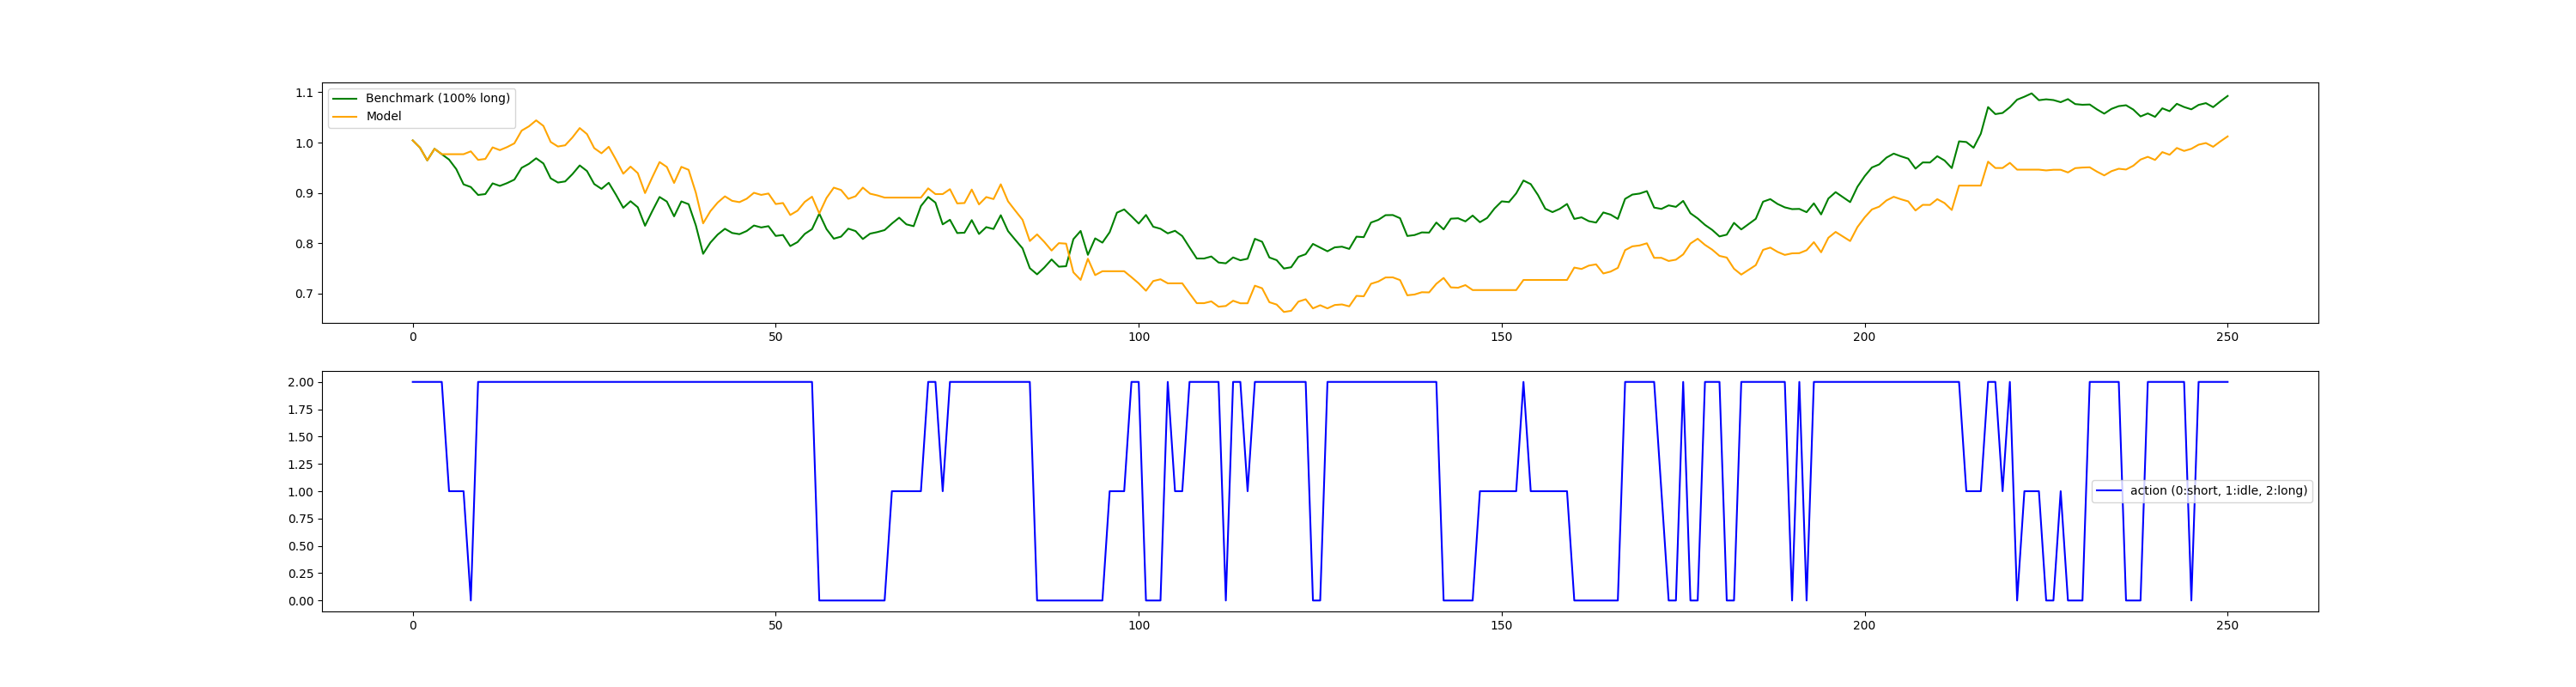 1.1
1.0
0.9
0.8
0.7
Benchmark (100% long)
Model
0 50 100 150 200 250
2.00
1.75
1.50
1.25
1.00
0.75
0.50
0.25
0.00
action (0:short, 1:idle, 2:long)
0 50 100 150 200 250